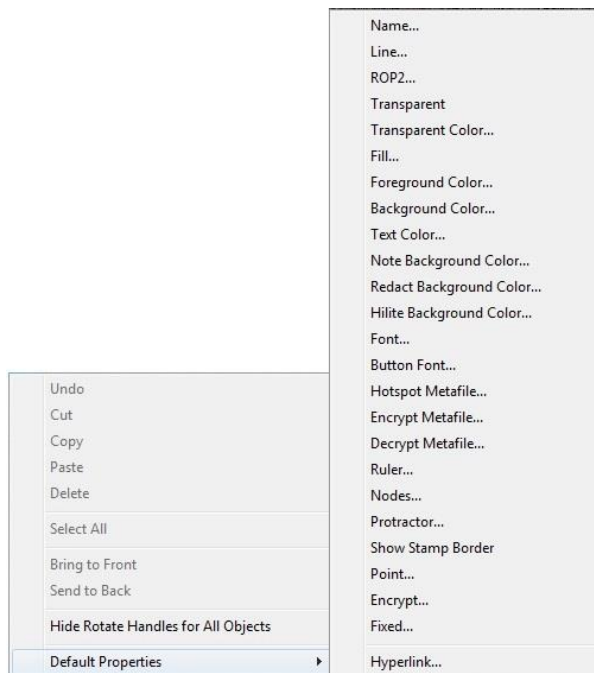 Undo
Cut
Copy
Paste
Delete
Select All
Bring to Front
Send to Back
Hide Rotate Handles for All Objects
Default Properties
Name...
Line...
ROP2...
Transparent
Transparent Color...
Fill...
Foreground Color...
Background Color...
Text Color...
Note Background Color...
Redact Background Color...
Hilite Background Color...
Font...
Button Font...
Hotspot Metafile...
Encrypt Metafile...
Decrypt Metafile...
Ruler...
Nodes...
Protractor...
Show Stamp Border
Point...
Encrypt...
Fixed...
Hyperlink...